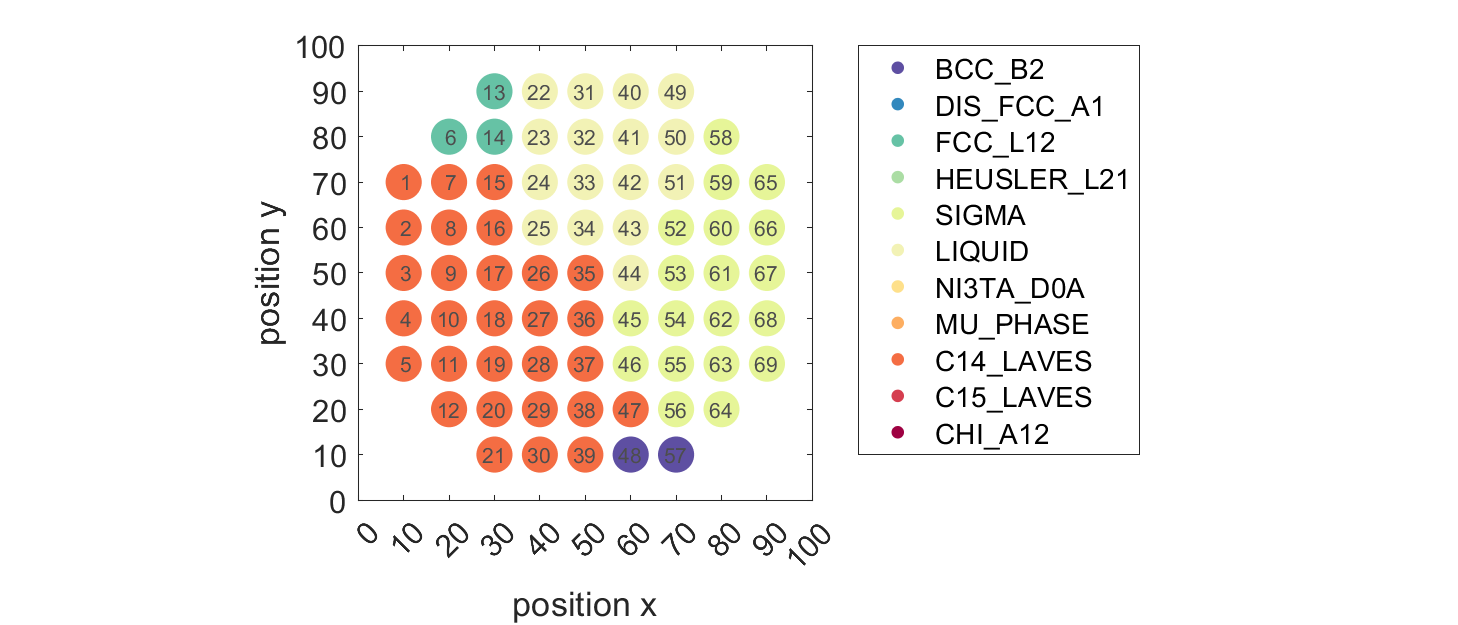 100
90 13 22 31 40 49
80 6 14 23 32 41 50 58
70 1 7 15 24 33 42 51 59 65
60 2 8 16 25 34 43 52 60 66
50 3 9 17 26 35 44 53 61 67
40 4 10 18 27 36 45 54 62 68
30 5 11 19 28 37 46 55 63 69
20 12 20 29 38 47 56 64
10 21 30 39 48 57
0
0 10 20 30 40 50 60 70 80 90 100
position x
position y
BCC_B2
DIS_FCC_A1
FCC_L12
HEUSLER_L21
SIGMA
LIQUID
NI3TA_D0A
MU_PHASE
C14_LAVES
C15_LAVES
CHI_A12